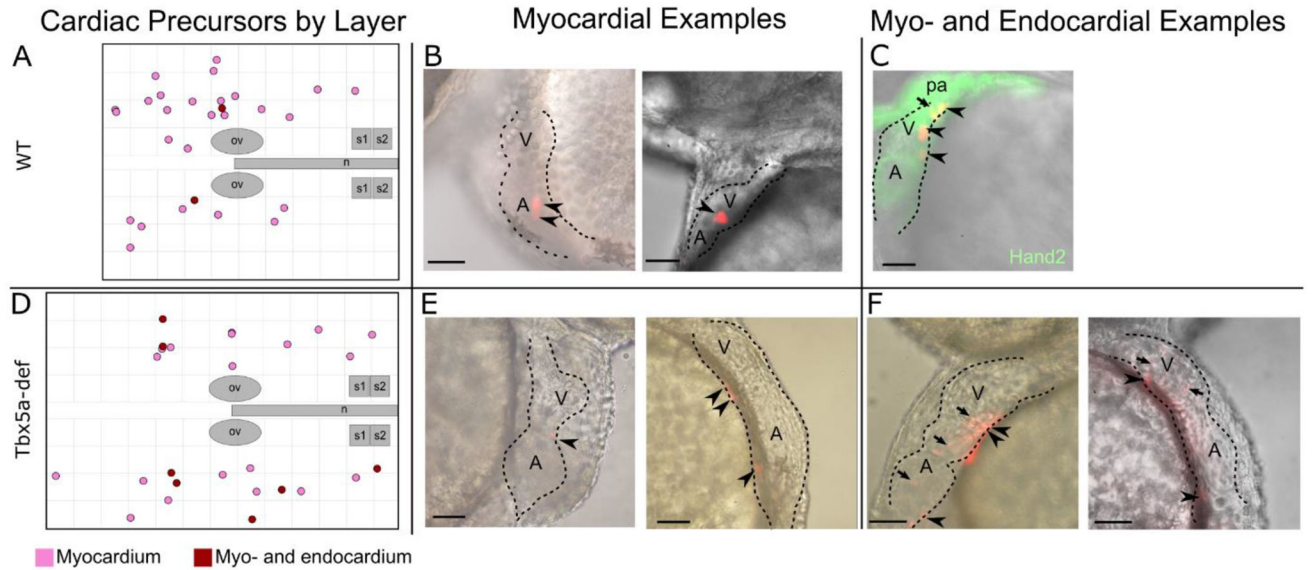 Cardiac Precursors by Layer
Myocardial Examples
Myo- and Endocardial Examples
A
B
C
WT
ov
n
ov
s1 s2
s1 s2
V
A
V
A
pa
V
A
Hand2
D
E
F
Tbx5a-def
ov
n
ov
s1 s2
s1 s2
V
A
V
A
V
A
V
A
Myocardium
Myo- and endocardium